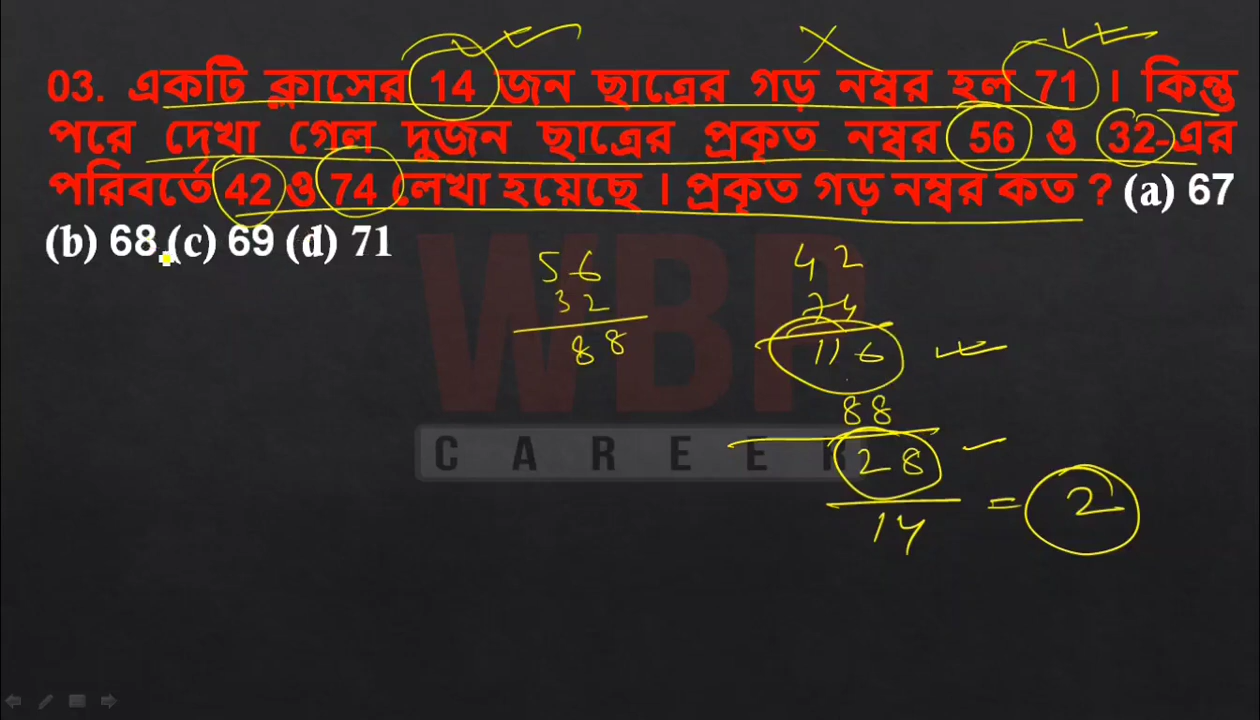 03. একটি ক্লাসের 14 জন ছাত্রের গড় নম্বর হল 71 । কিন্তু
পরে দেখা গেল দুজন ছাত্রের প্রকৃত নম্বর 56 ও 32-এর
পরিবর্তে 42 ও 74 লেখা হয়েছে । প্রকৃত গড় নম্বর কত ? (a) 67
(b) 68 (c) 69 (d) 71
56
32
88
42
74
116
88
28
14
= 2
WBP
CAREER